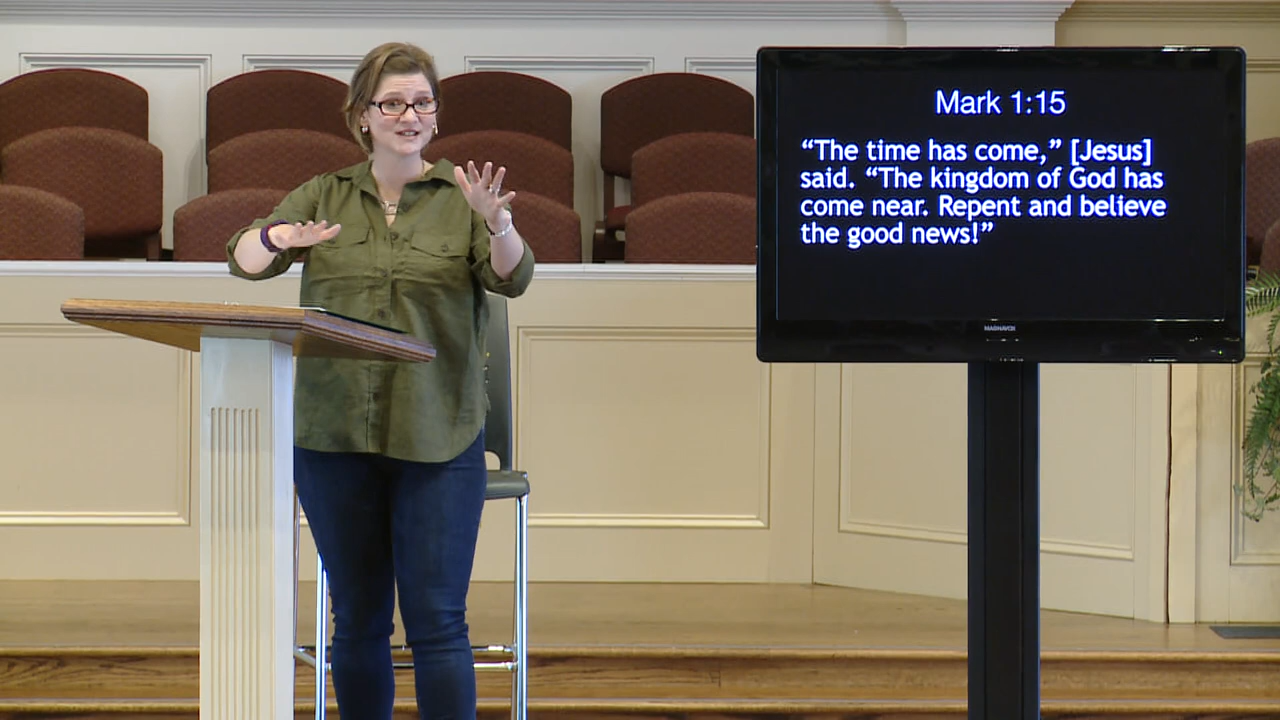 Mark 1:15
“The time has come,” [Jesus]
said. “The kingdom of God has
come near. Repent and believe
the good news!”
MAGNAVOX